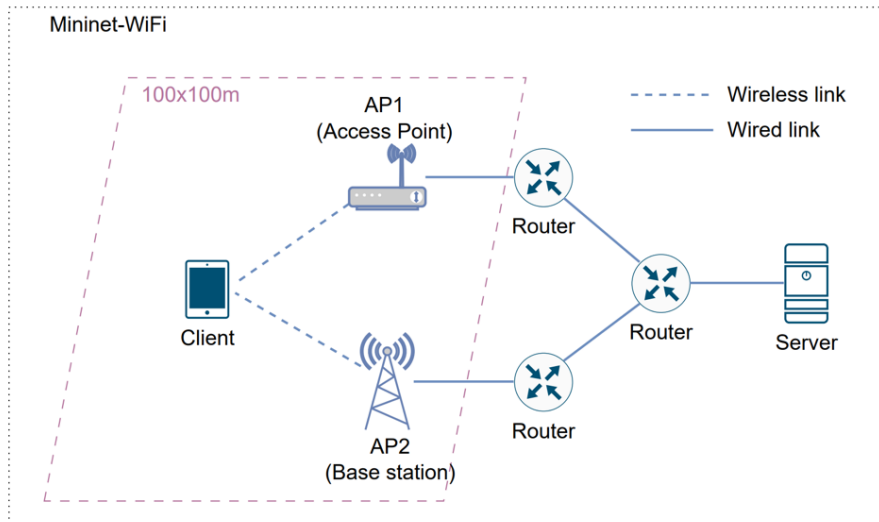 Mininet-WiFi
100x100m
AP1
(Access Point)
Wireless link
Wired link
Router
Client
Router
Server
AP2
(Base station)
Router